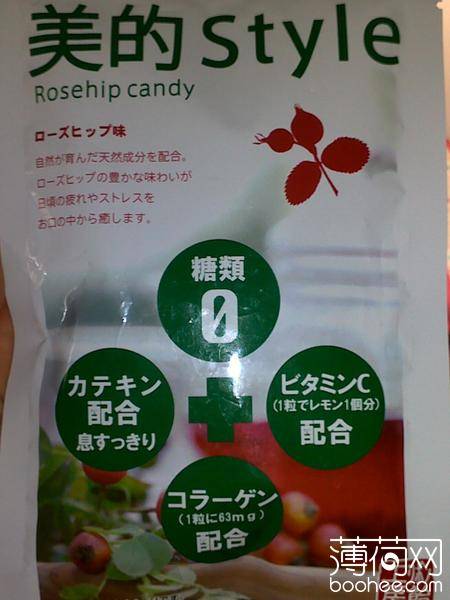 美的Style
Rosehip candy
ローズヒップ味
自然が育んだ天然成分を配合。
ローズヒップの豊かな味わいが
日頃の疲れやストレスを
お口の中から癒します。
糖類
0
カテキン
配合
息すっきり
ビタミンC
(1粒でレモン1個分)
配合
コラーゲン
(1粒に63mg)
配合
薄荷网
boohee.com